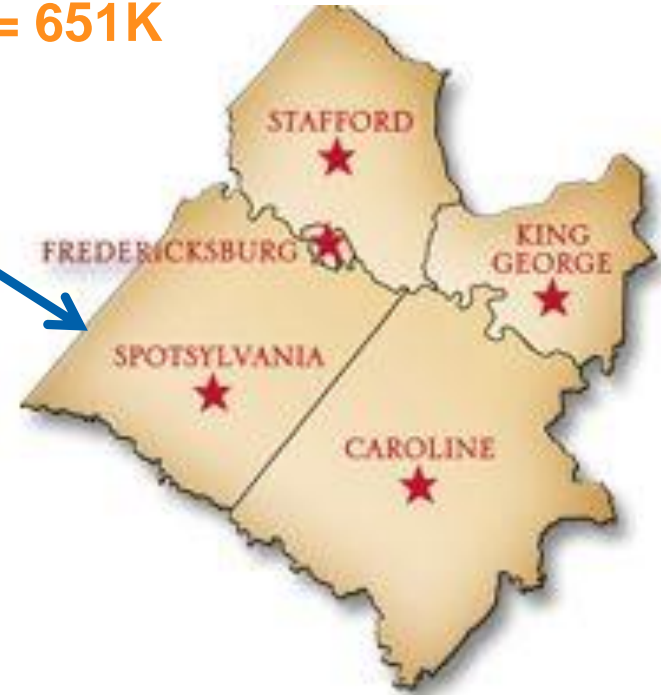 = 651K
STAFFORD
FREDERICKSBURG
KING
GEORGE
SPOTSYLVANIA
CAROLINE